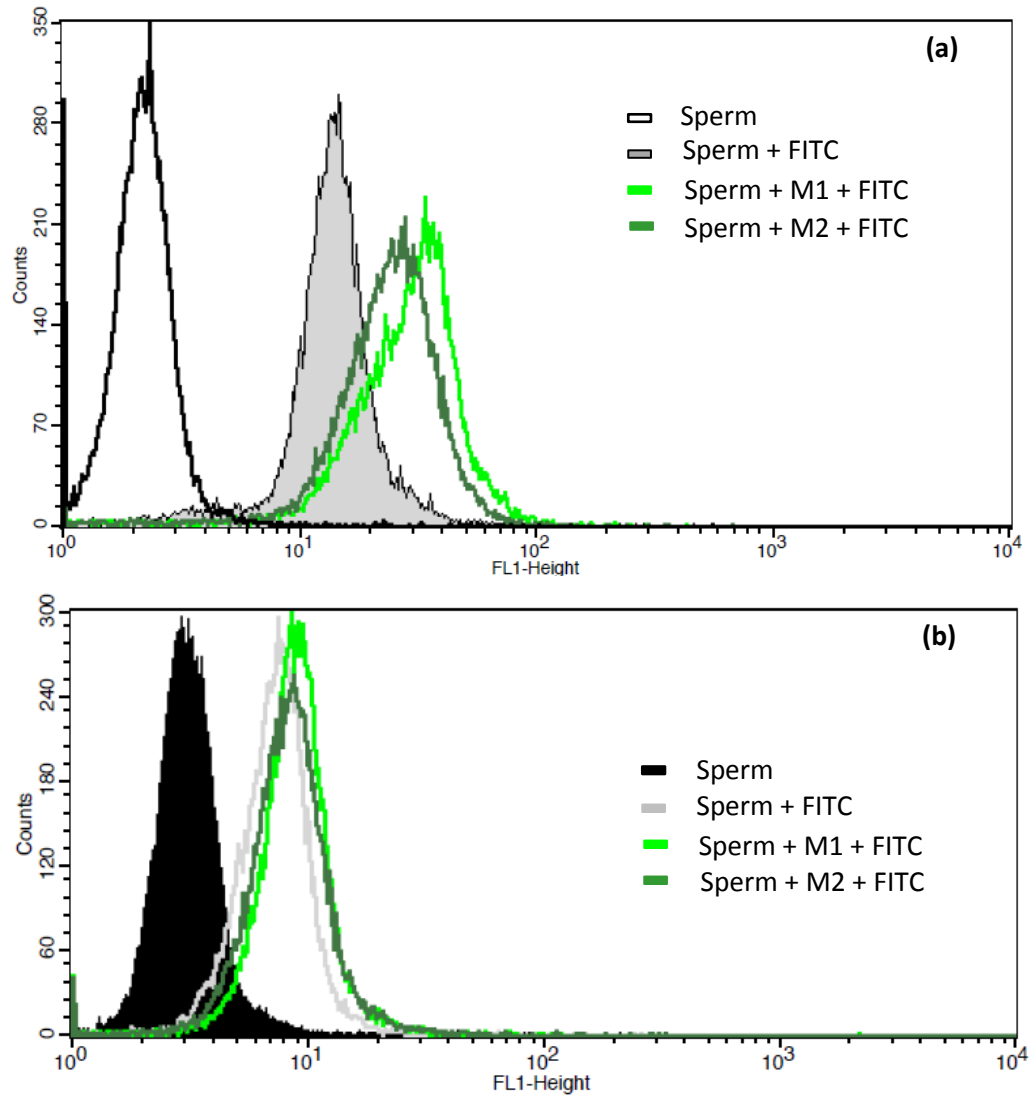 350
(a)
280
Sperm
Sperm + FITC
210
Sperm + M1 + FITC
Sperm + M2 + FITC
Counts
140
70
0
10⁰ 10¹ 10² 10³ 10⁴
FL1-Height
300
(b)
240
180
Sperm
Sperm + FITC
Counts
120
Sperm + M1 + FITC
Sperm + M2 + FITC
60
0
10⁰ 10¹ 10² 10³ 10⁴
FL1-Height